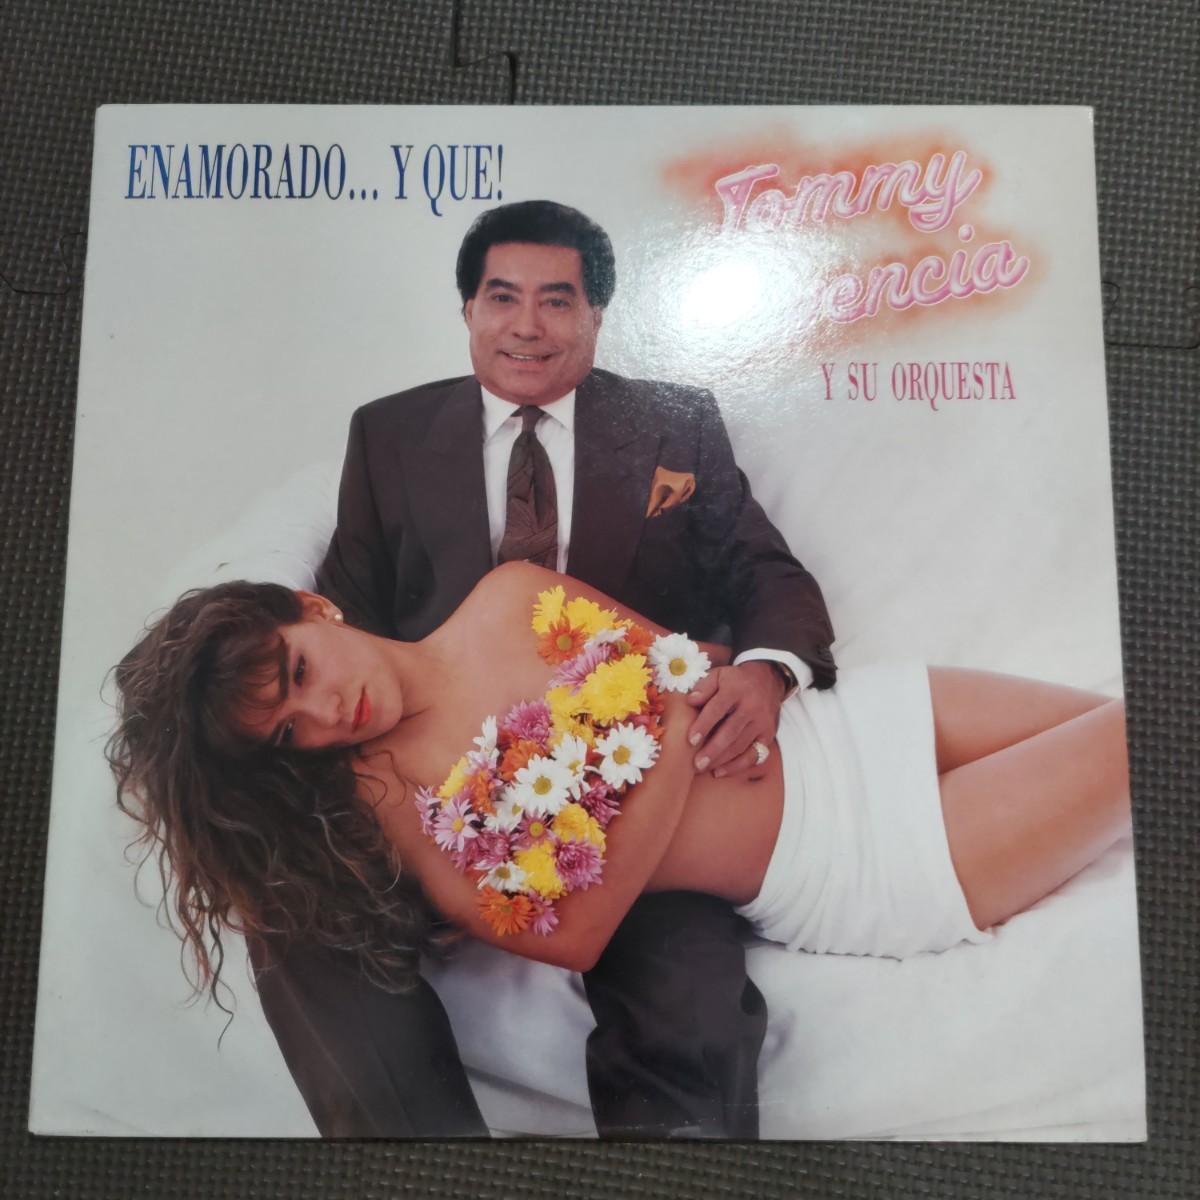 ENAMORADO... Y QUE!
Tommy
Y SU ORQUESTA